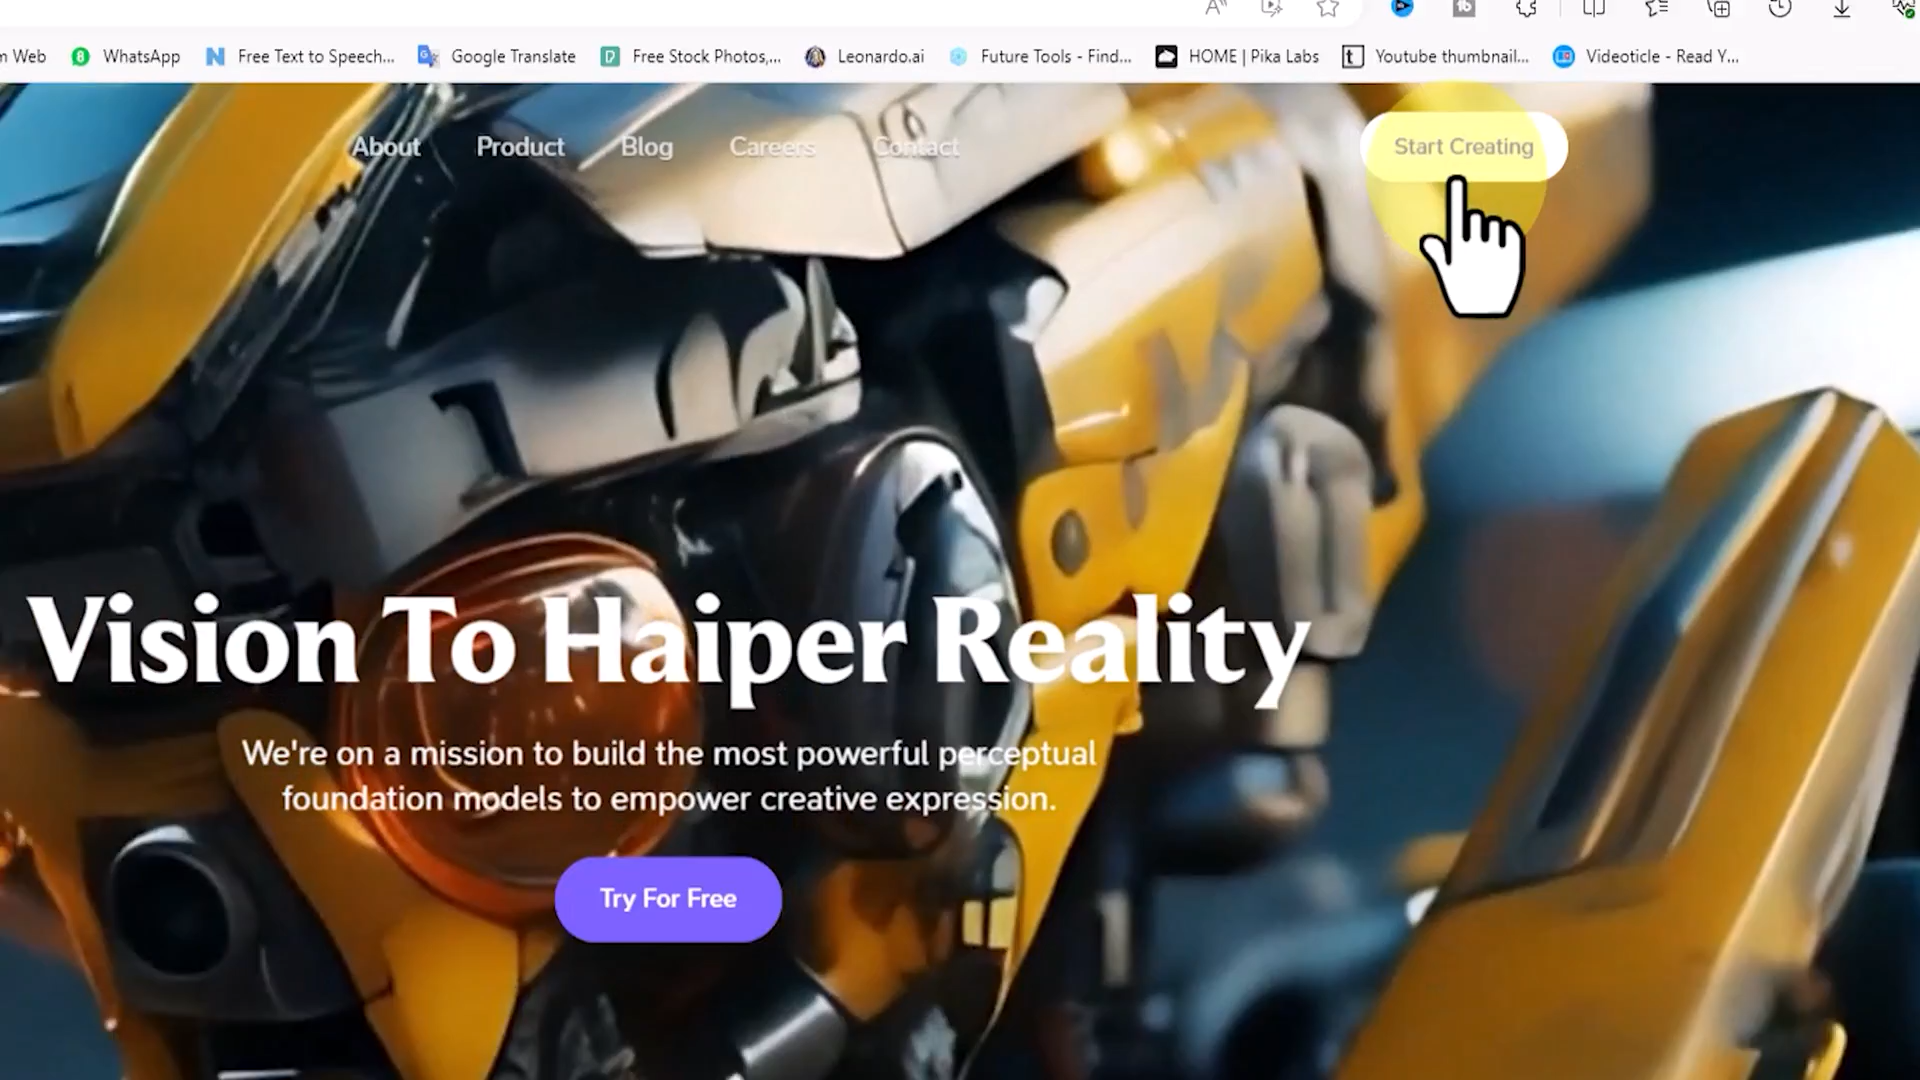 m Web WhatsApp Free Text to Speech... Google Translate Free Stock Photos,... Leonardo.ai Future Tools - Find... HOME | Pika Labs Youtube thumbnail... Videoticle - Read Y...
About Product Blog Careers Contact Start Creating
Vision To Haiper Reality
We're on a mission to build the most powerful perceptual
foundation models to empower creative expression.
Try For Free